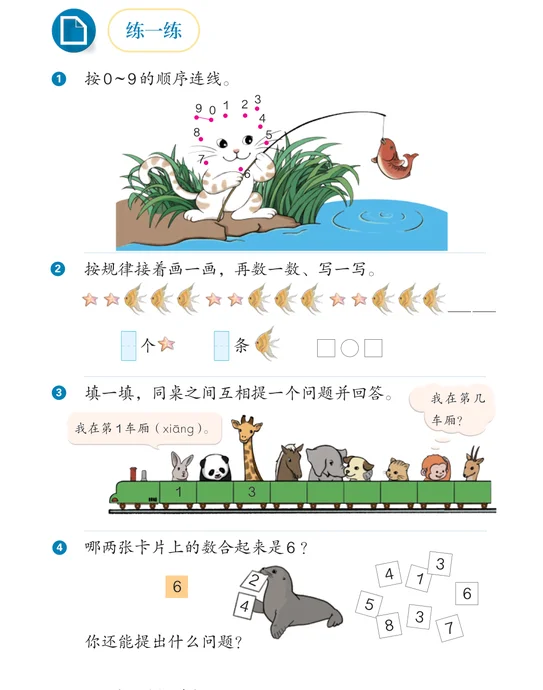 练一练
1 按0~9的顺序连线。
9 0 1 2 3
8 4
7 6 5
2 按规律接着画一画，再数一数、写一写。
个 条
3 填一填，同桌之间互相提一个问题并回答。
我在第几
车厢？
我在第1车厢（xiāng）。
1 3
4 哪两张卡片上的数合起来是6？
6
2
4
4 1 3
6
5 8 3 7
你还能提出什么问题？